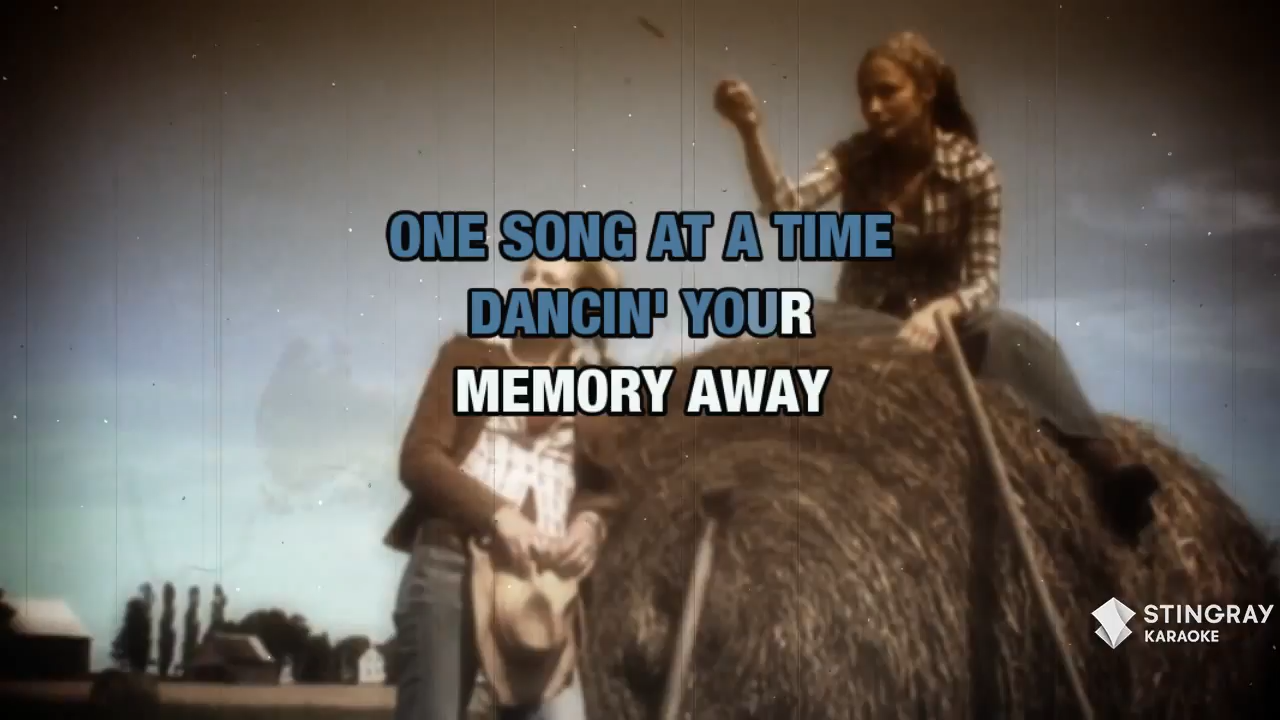 ONE SONG AT A TIME
DANCIN' YOUR
MEMORY AWAY
STINGRAY
KARAOKE